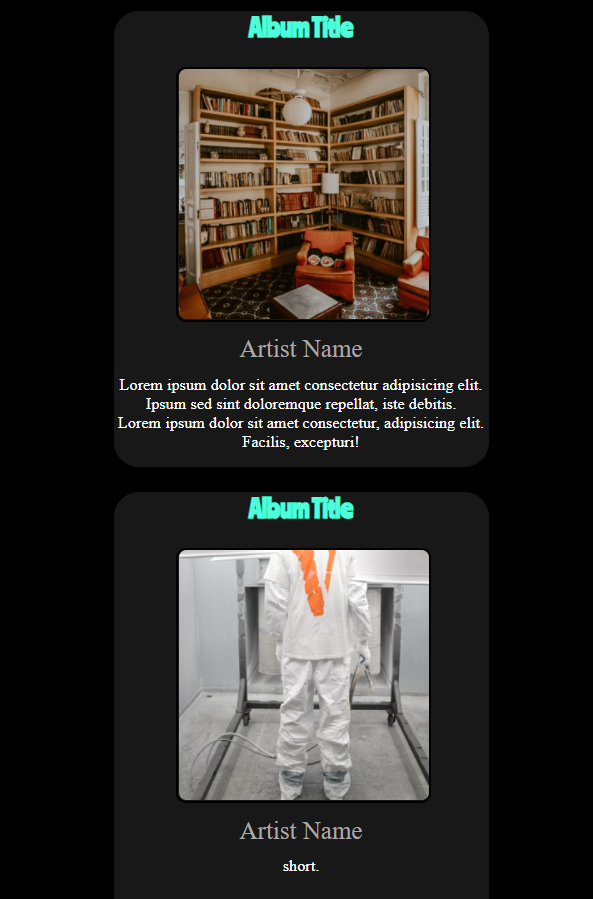 Album Title
Artist Name
Lorem ipsum dolor sit amet consectetur adipisicing elit.
Ipsum sed sint doloremque repellat, iste debitis.
Lorem ipsum dolor sit amet consectetur, adipisicing elit.
Facilis, excepturi!
Album Title
Artist Name
short.